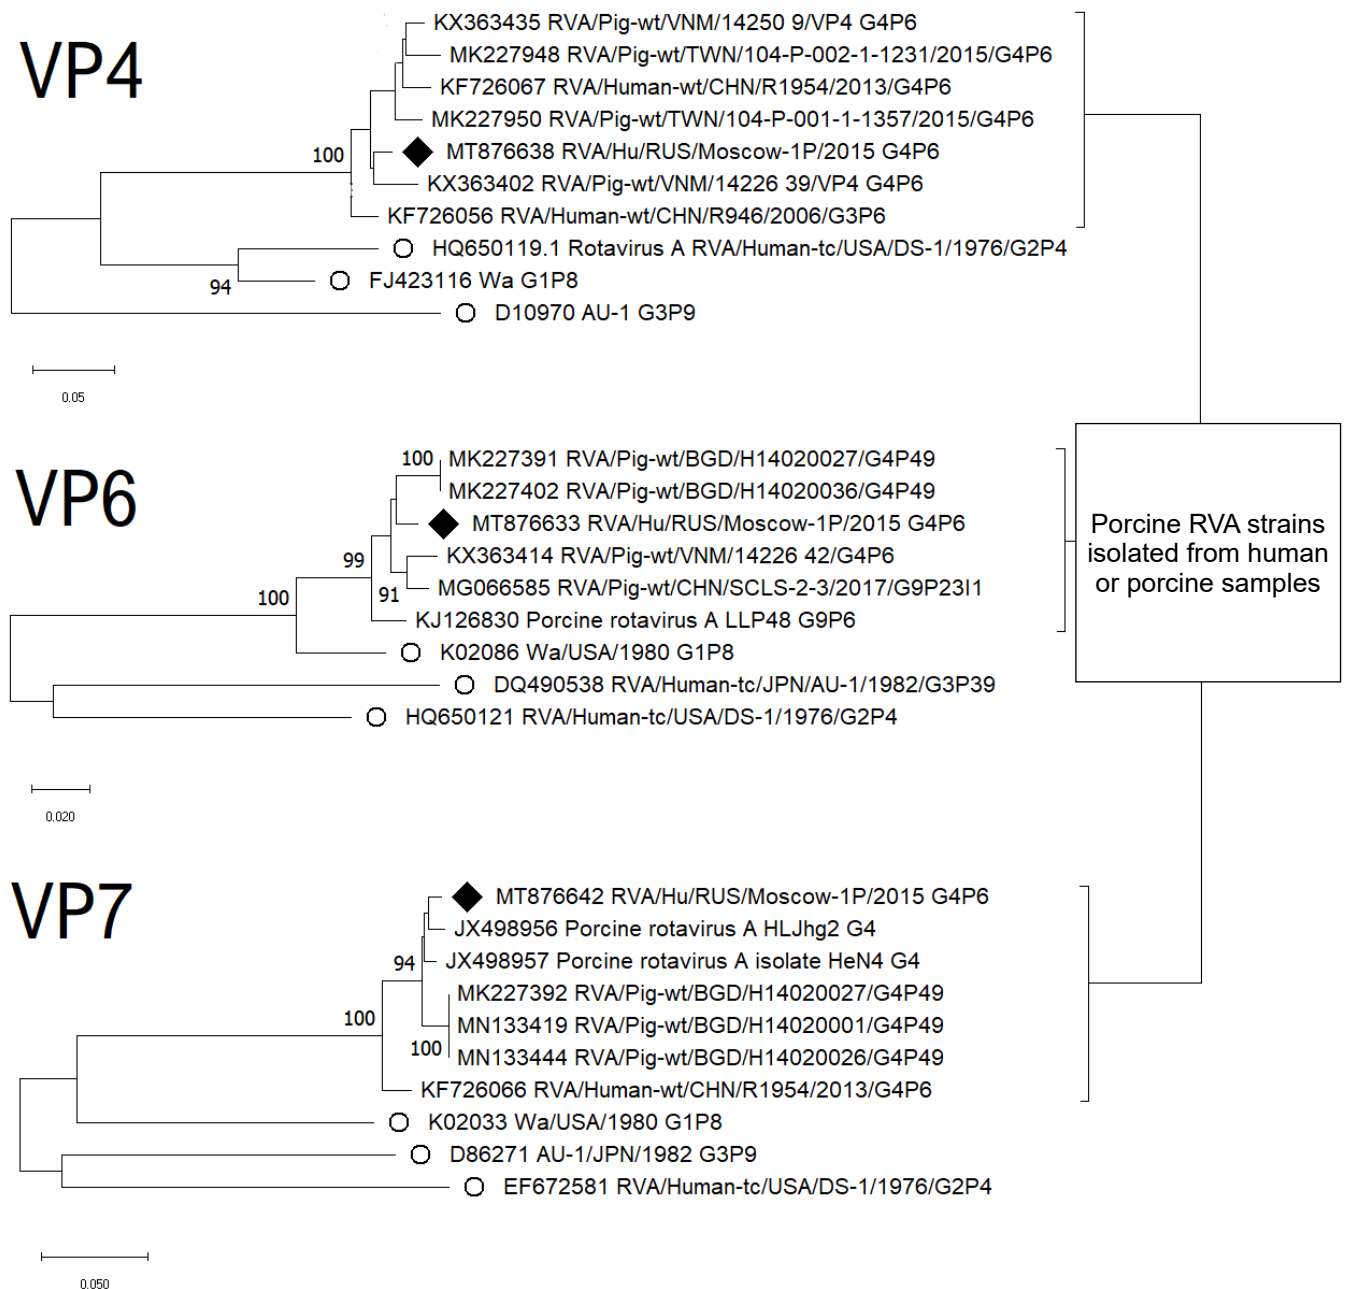 VP4
KX363435 RVA/Pig-wt/VNM/14250 9/VP4 G4P6
MK227948 RVA/Pig-wt/TWN/104-P-002-1-1231/2015/G4P6
KF726067 RVA/Human-wt/CHN/R1954/2013/G4P6
MK227950 RVA/Pig-wt/TWN/104-P-001-1-1357/2015/G4P6
100
MT876638 RVA/Hu/RUS/Moscow-1P/2015 G4P6
KX363402 RVA/Pig-wt/VNM/14226 39/VP4 G4P6
KF726056 RVA/Human-wt/CHN/R946/2006/G3P6
HQ650119.1 Rotavirus A RVA/Human-tc/USA/DS-1/1976/G2P4
94
FJ423116 Wa G1P8
D10970 AU-1 G3P9
0.05
VP6
100
MK227391 RVA/Pig-wt/BGD/H14020027/G4P49
MK227402 RVA/Pig-wt/BGD/H14020036/G4P49
MT876633 RVA/Hu/RUS/Moscow-1P/2015 G4P6
99
KX363414 RVA/Pig-wt/VNM/14226 42/G4P6
91
MG066585 RVA/Pig-wt/CHN/SCLS-2-3/2017/G9P23I1
100
KJ126830 Porcine rotavirus A LLP48 G9P6
K02086 Wa/USA/1980 G1P8
DQ490538 RVA/Human-tc/JPN/AU-1/1982/G3P39
HQ650121 RVA/Human-tc/USA/DS-1/1976/G2P4
0.020
Porcine RVA strains
isolated from human
or porcine samples
VP7
MT876642 RVA/Hu/RUS/Moscow-1P/2015 G4P6
JX498956 Porcine rotavirus A HLJhg2 G4
94
JX498957 Porcine rotavirus A isolate HeN4 G4
MK227392 RVA/Pig-wt/BGD/H14020027/G4P49
100
MN133419 RVA/Pig-wt/BGD/H14020001/G4P49
100
MN133444 RVA/Pig-wt/BGD/H14020026/G4P49
KF726066 RVA/Human-wt/CHN/R1954/2013/G4P6
K02033 Wa/USA/1980 G1P8
D86271 AU-1/JPN/1982 G3P9
EF672581 RVA/Human-tc/USA/DS-1/1976/G2P4
0.050